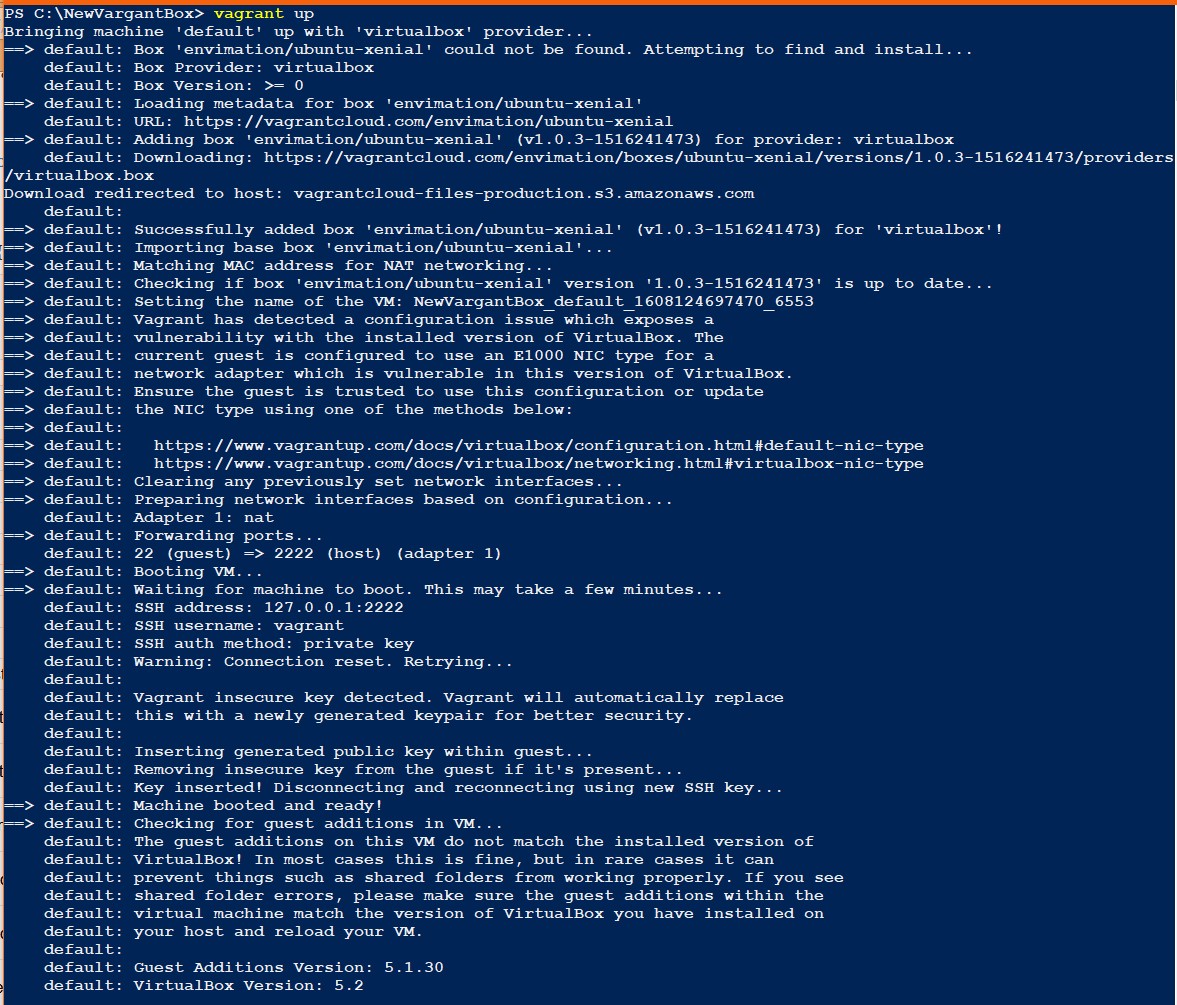 PS C:\NewVargantBox> vagrant up
Bringing machine 'default' up with 'virtualbox' provider...
==> default: Box 'envimation/ubuntu-xenial' could not be found. Attempting to find and install...
    default: Box Provider: virtualbox
    default: Box Version: >= 0
==> default: Loading metadata for box 'envimation/ubuntu-xenial'
    default: URL: https://vagrantcloud.com/envimation/ubuntu-xenial
==> default: Adding box 'envimation/ubuntu-xenial' (v1.0.3-1516241473) for provider: virtualbox
    default: Downloading: https://vagrantcloud.com/envimation/boxes/ubuntu-xenial/versions/1.0.3-1516241473/providers
/virtualbox.box
Download redirected to host: vagrantcloud-files-production.s3.amazonaws.com
    default:
==> default: Successfully added box 'envimation/ubuntu-xenial' (v1.0.3-1516241473) for 'virtualbox'!
==> default: Importing base box 'envimation/ubuntu-xenial'...
==> default: Matching MAC address for NAT networking...
==> default: Checking if box 'envimation/ubuntu-xenial' version '1.0.3-1516241473' is up to date...
==> default: Setting the name of the VM: NewVargantBox_default_1608124697470_6553
==> default: Vagrant has detected a configuration issue which exposes a
==> default: vulnerability with the installed version of VirtualBox. The
==> default: current guest is configured to use an E1000 NIC type for a
==> default: network adapter which is vulnerable in this version of VirtualBox.
==> default: Ensure the guest is trusted to use this configuration or update
==> default: the NIC type using one of the methods below:
==> default:
==> default:   https://www.vagrantup.com/docs/virtualbox/configuration.html#default-nic-type
==> default:   https://www.vagrantup.com/docs/virtualbox/networking.html#virtualbox-nic-type
==> default: Clearing any previously set network interfaces...
==> default: Preparing network interfaces based on configuration...
    default: Adapter 1: nat
==> default: Forwarding ports...
    default: 22 (guest) => 2222 (host) (adapter 1)
==> default: Booting VM...
==> default: Waiting for machine to boot. This may take a few minutes...
    default: SSH address: 127.0.0.1:2222
    default: SSH username: vagrant
    default: SSH auth method: private key
    default: Warning: Connection reset. Retrying...
    default:
    default: Vagrant insecure key detected. Vagrant will automatically replace
    default: this with a newly generated keypair for better security.
    default:
    default: Inserting generated public key within guest...
    default: Removing insecure key from the guest if it's present...
    default: Key inserted! Disconnecting and reconnecting using new SSH key...
==> default: Machine booted and ready!
==> default: Checking for guest additions in VM...
    default: The guest additions on this VM do not match the installed version of
    default: VirtualBox! In most cases this is fine, but in rare cases it can
    default: prevent things such as shared folders from working properly. If you see
    default: shared folder errors, please make sure the guest additions within the
    default: virtual machine match the version of VirtualBox you have installed on
    default: your host and reload your VM.
    default:
    default: Guest Additions Version: 5.1.30
    default: VirtualBox Version: 5.2